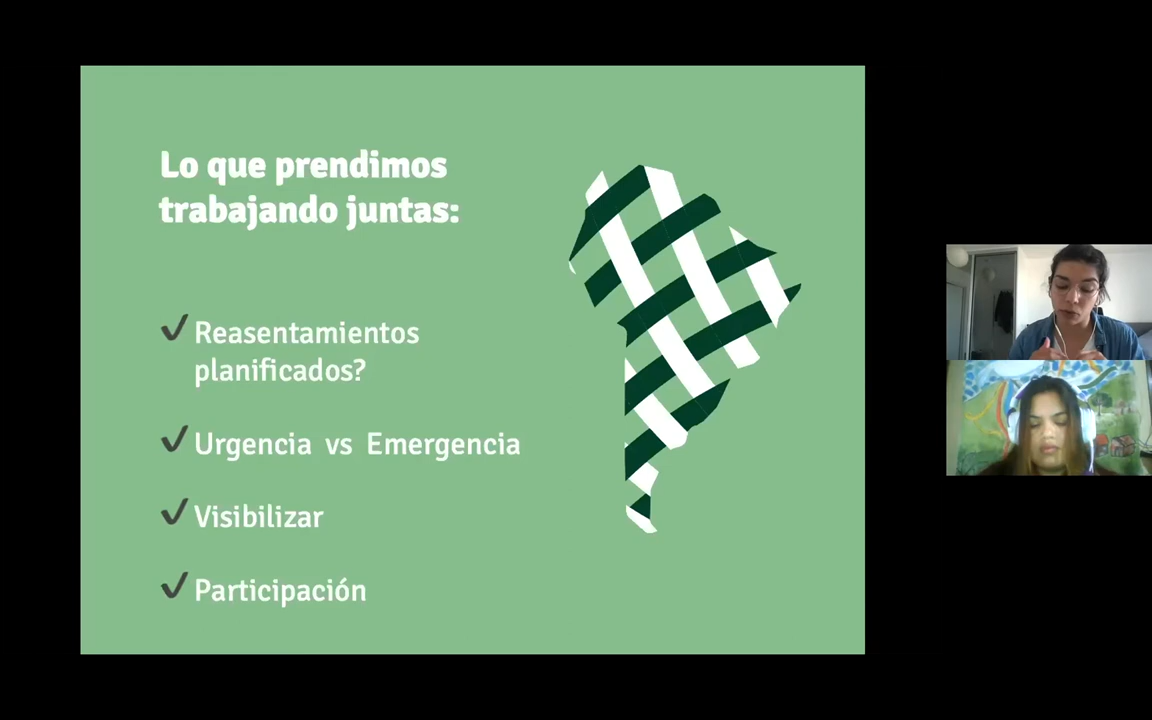 Lo que prendimos
trabajando juntas:
✔Reasentamientos
planificados?
✔Urgencia vs Emergencia
✔Visibilizar
✔Participación